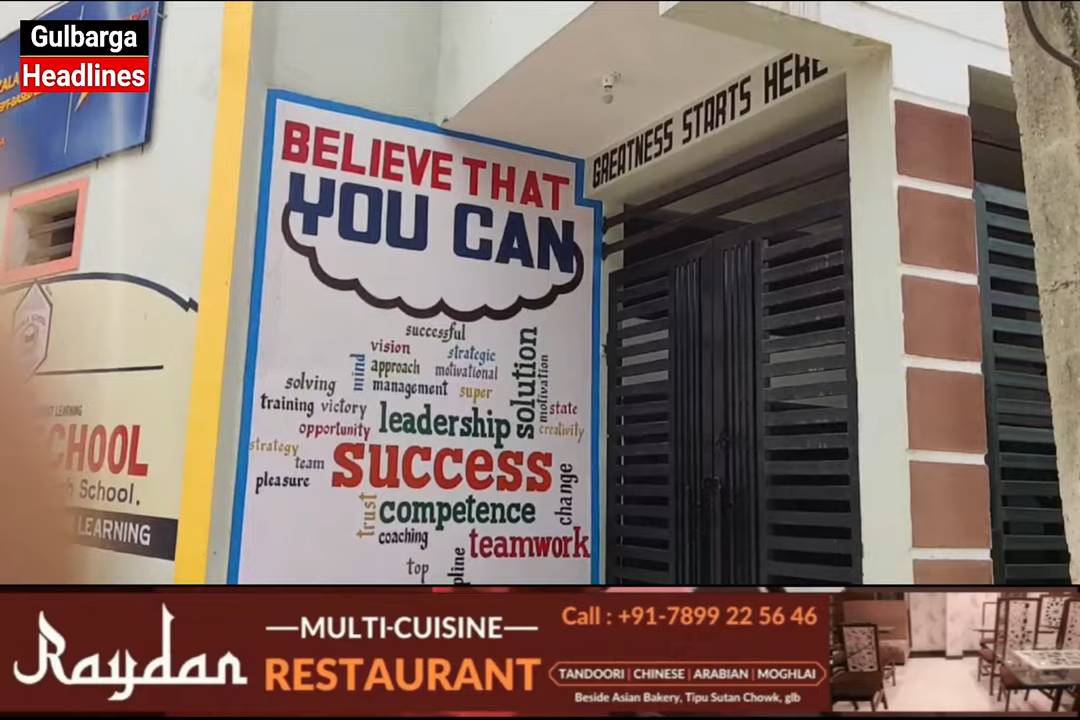 Gulbarga
Headlines
BELIEVE THAT
YOU CAN
GREATNESS STARTS HERE
successful
vision
strategic
mind
approach
motivational
solution
motivation
solving
management
super
training
victory
leadership
state
opportunity
creativity
strategy
team
success
pleasure
change
trust
competence
coaching
teamwork
top
LEARNING
HOOL
School.
LEARNING
Raydan
—MULTI-CUISINE—
RESTAURANT
Call : +91-7899 22 56 46
TANDOORI | CHINESE | ARABIAN | MOGHLAI
Beside Asian Bakery, Tipu Sutan Chowk, glb